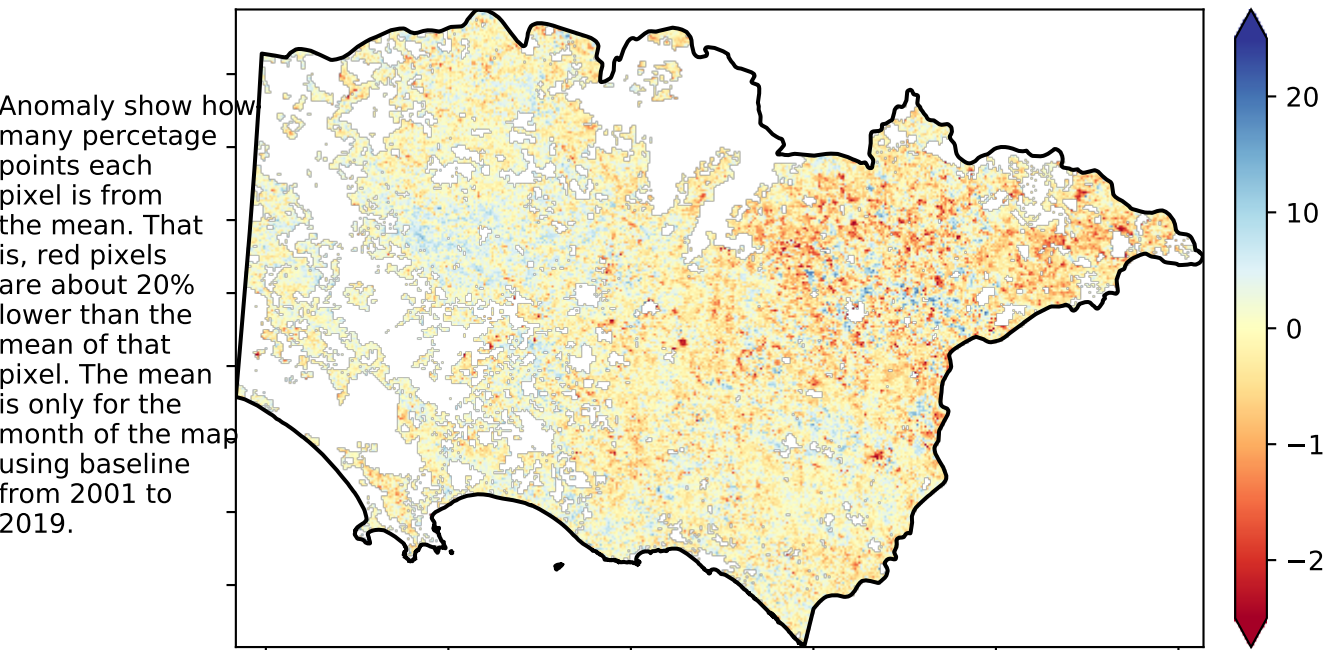 Anomaly show how
many percetage
points each
pixel is from
the mean. That
is, red pixels
are about 20%
lower than the
mean of that
pixel. The mean
is only for the
month of the map
using baseline
from 2001 to
2019.
20
10
0
−1
−2